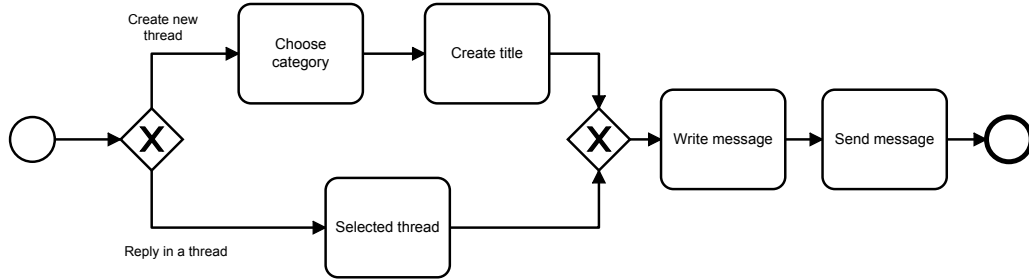 Create new
thread
Choose
category
Create title
X
X
Write message
Send message
Selected thread
Reply in a thread